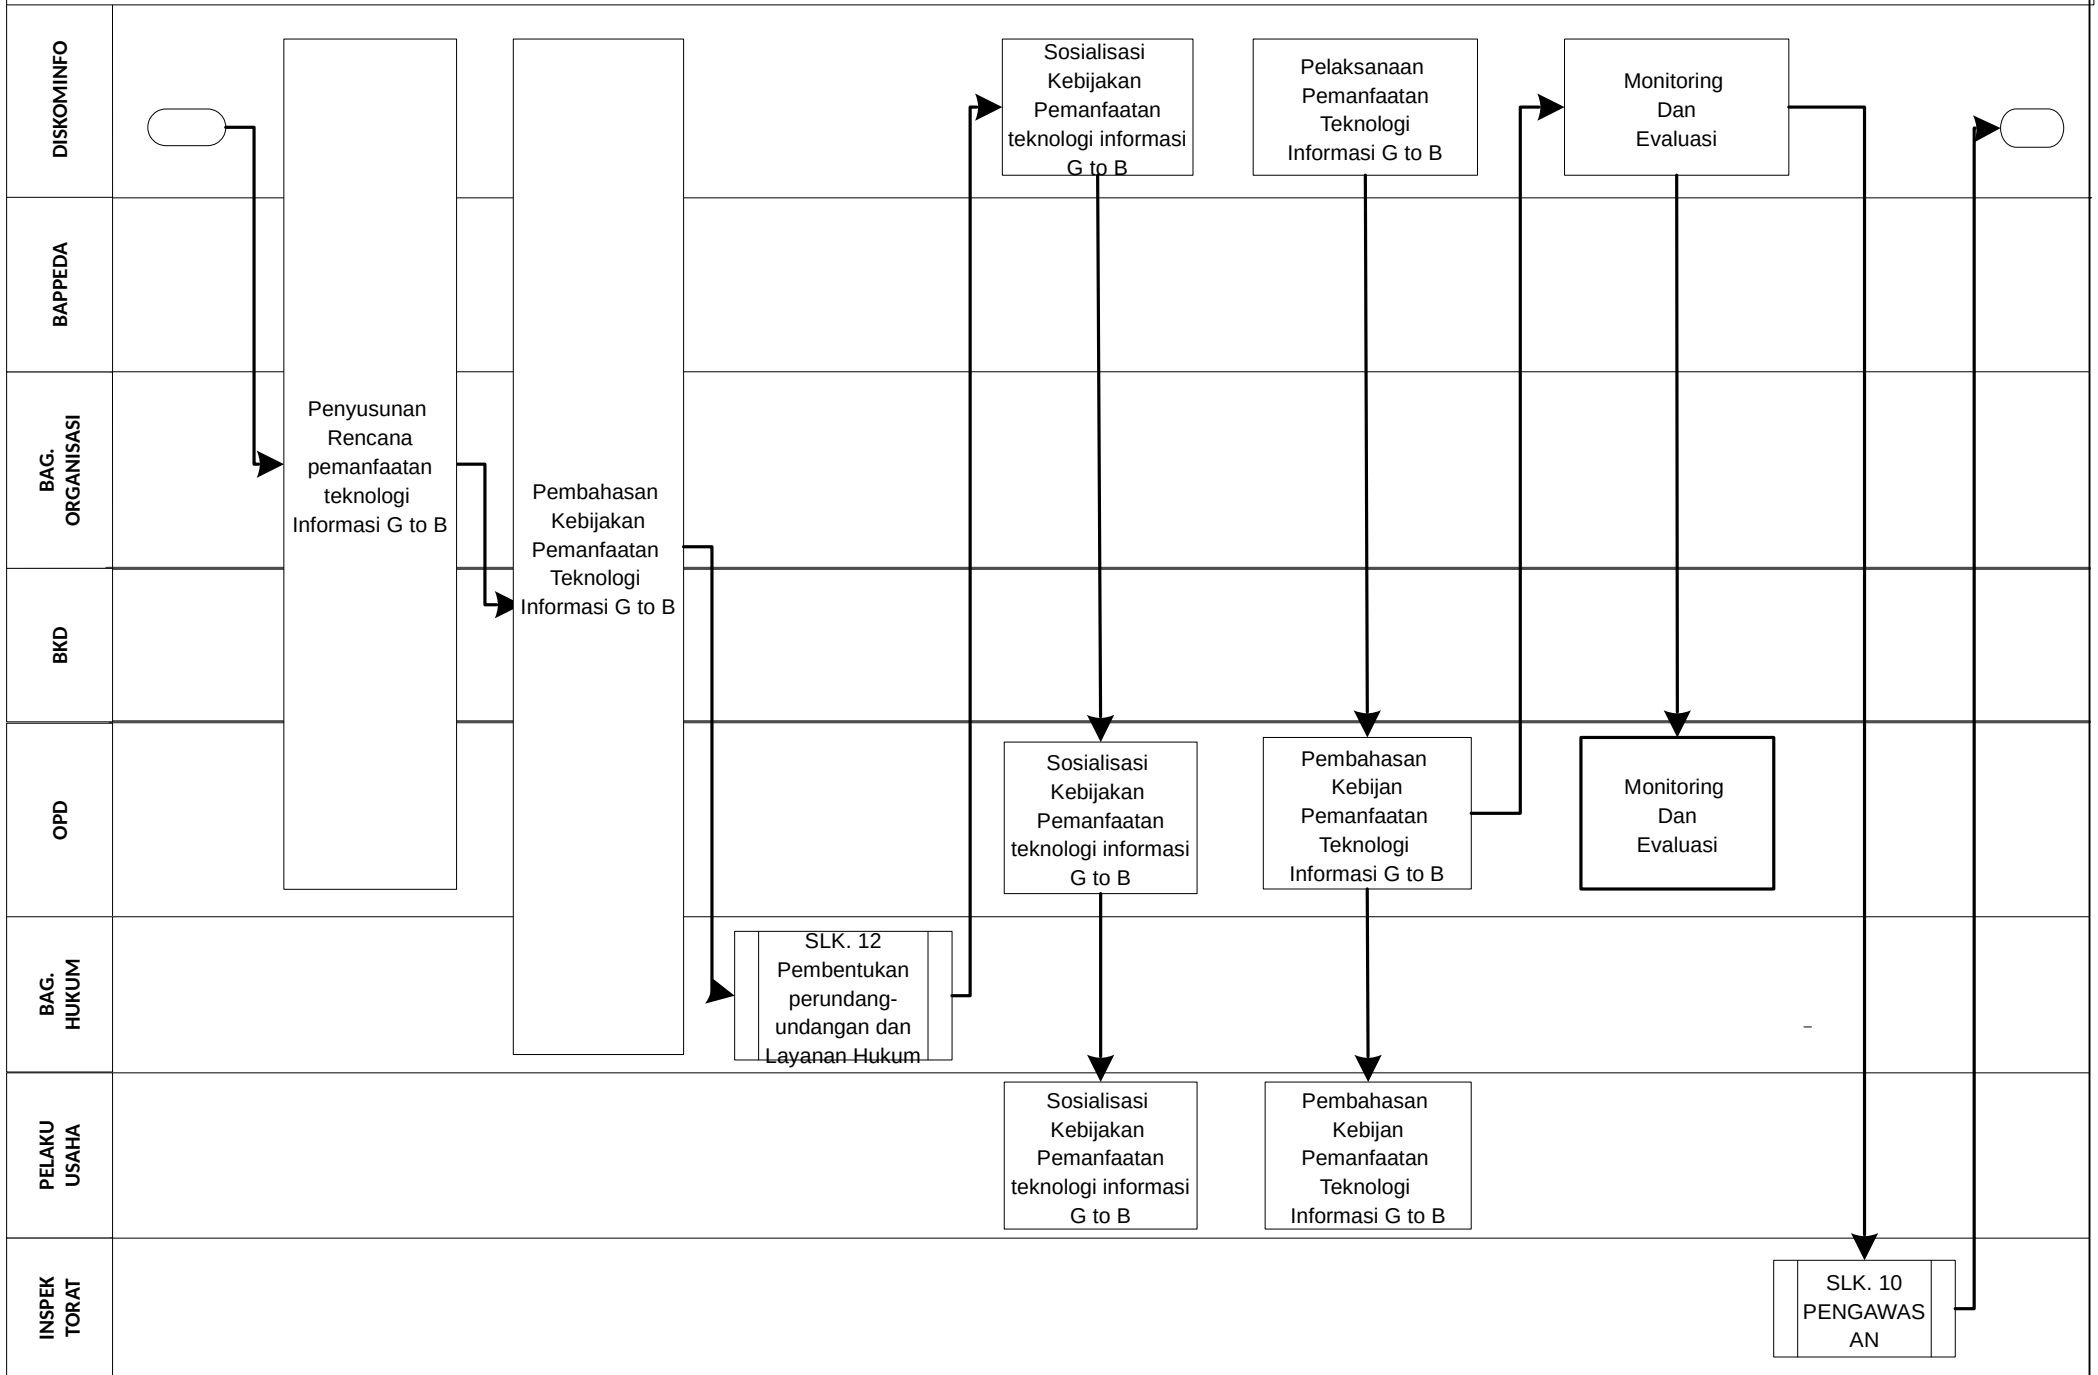 DISKOMINFO
BAPPEDA
BAG.
ORGANISASI
BKD
OPD
BAG.
HUKUM
PELAKU
USAHA
INSPEK
TORAT
Penyusunan
Rencana
pemanfaatan
teknologi
Informasi G to B
Pembahasan
Kebijakan
Pemanfaatan
Teknologi
Informasi G to B
SLK. 12
Pembentukan
perundang-
undangan dan
Layanan Hukum
Sosialisasi
Kebijakan
Pemanfaatan
teknologi informasi
G to B
Sosialisasi
Kebijakan
Pemanfaatan
teknologi informasi
G to B
Sosialisasi
Kebijakan
Pemanfaatan
teknologi informasi
G to B
Pelaksanaan
Pemanfaatan
Teknologi
Informasi G to B
Pembahasan
Kebijan
Pemanfaatan
Teknologi
Informasi G to B
Pembahasan
Kebijan
Pemanfaatan
Teknologi
Informasi G to B
Monitoring
Dan
Evaluasi
Monitoring
Dan
Evaluasi
SLK. 10
PENGAWAS
AN